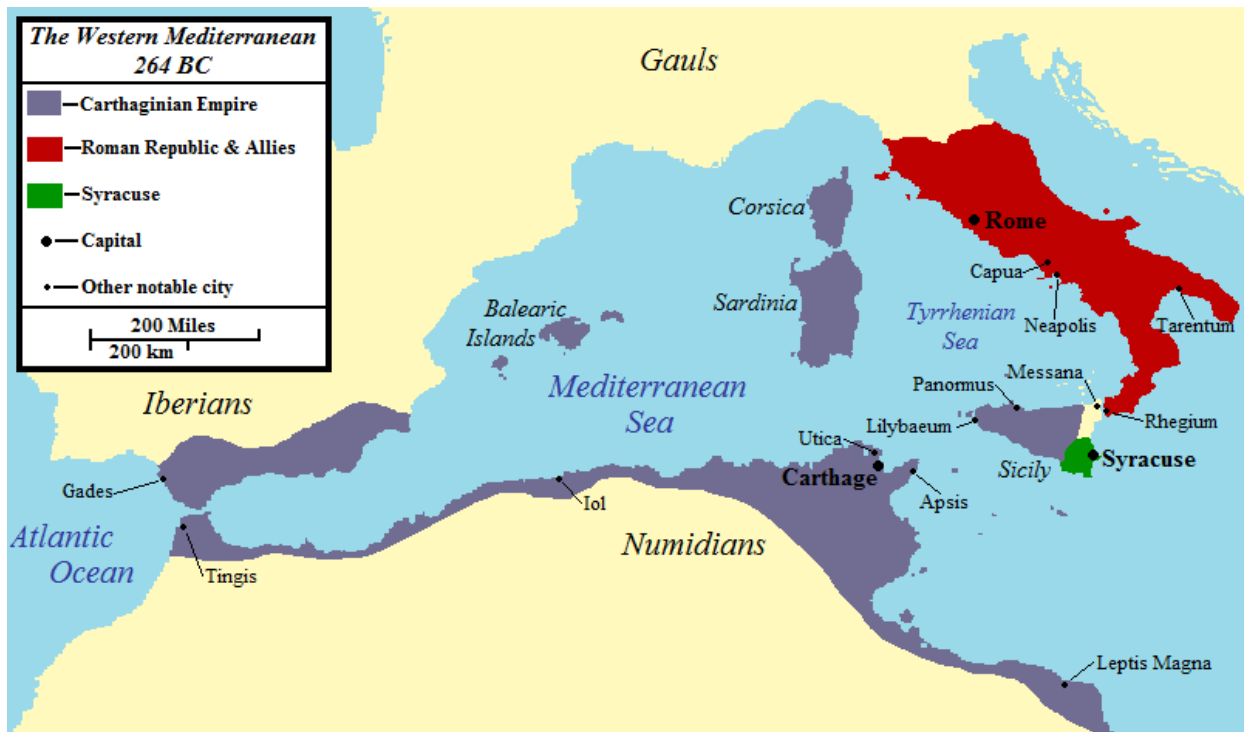 The Western Mediterranean
264 BC
Carthaginian Empire
Roman Republic & Allies
Syracuse
Capital
Other notable city
200 Miles
200 km
Gauls
Corsica
Rome
Capua
Sardinia
Balearic
Islands
Tyrrhenian
Sea
Neapolis
Tarentum
Mediterranean
Sea
Messana
Panormus
Iberians
Lilybaeum
Rhegium
Utica
Syracuse
Sicily
Carthage
Gades
Iol
Apsis
Atlantic
Ocean
Numidians
Tingis
Leptis Magna